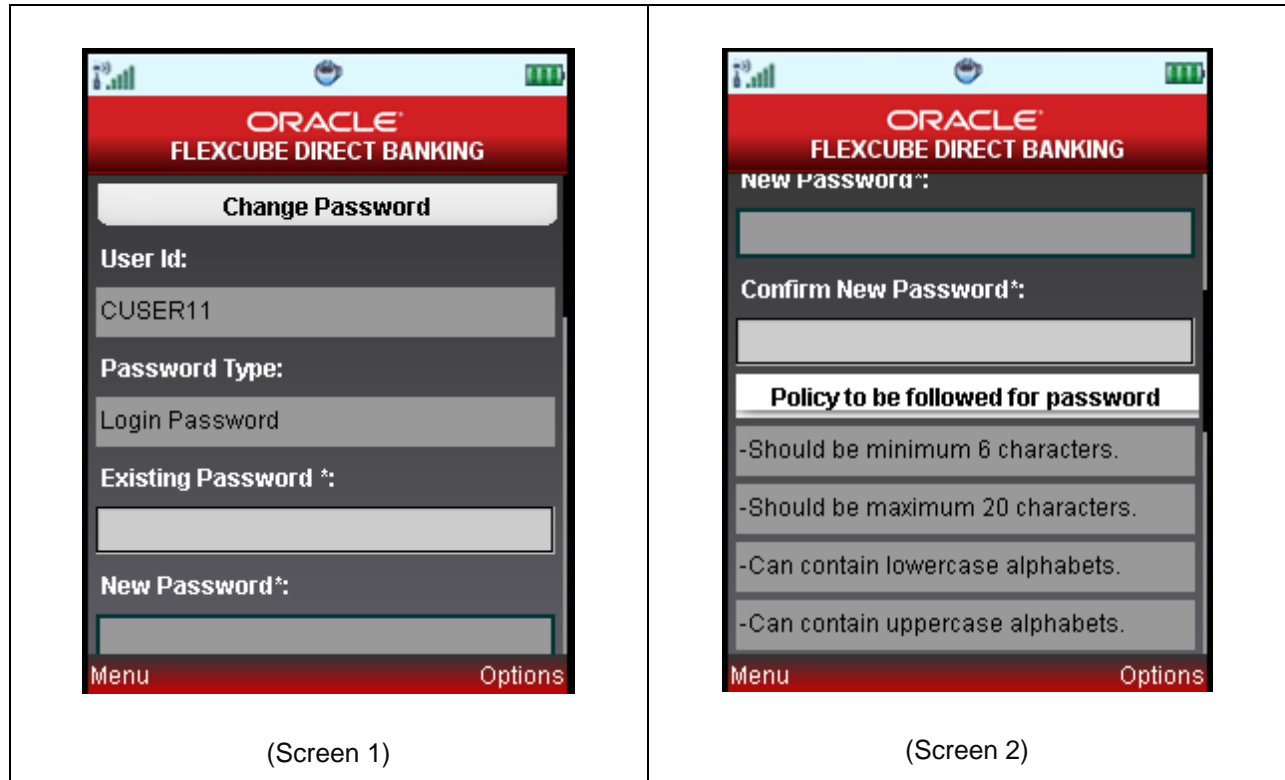 ORACLE
FLEXCUBE DIRECT BANKING
Change Password
User Id:
CUSER11
Password Type:
Login Password
Existing Password *:
New Password*:
Menu Options
(Screen 1)
ORACLE
FLEXCUBE DIRECT BANKING
New Password*:
Confirm New Password*:
Policy to be followed for password
-Should be minimum 6 characters.
-Should be maximum 20 characters.
-Can contain lowercase alphabets.
-Can contain uppercase alphabets.
Menu Options
(Screen 2)